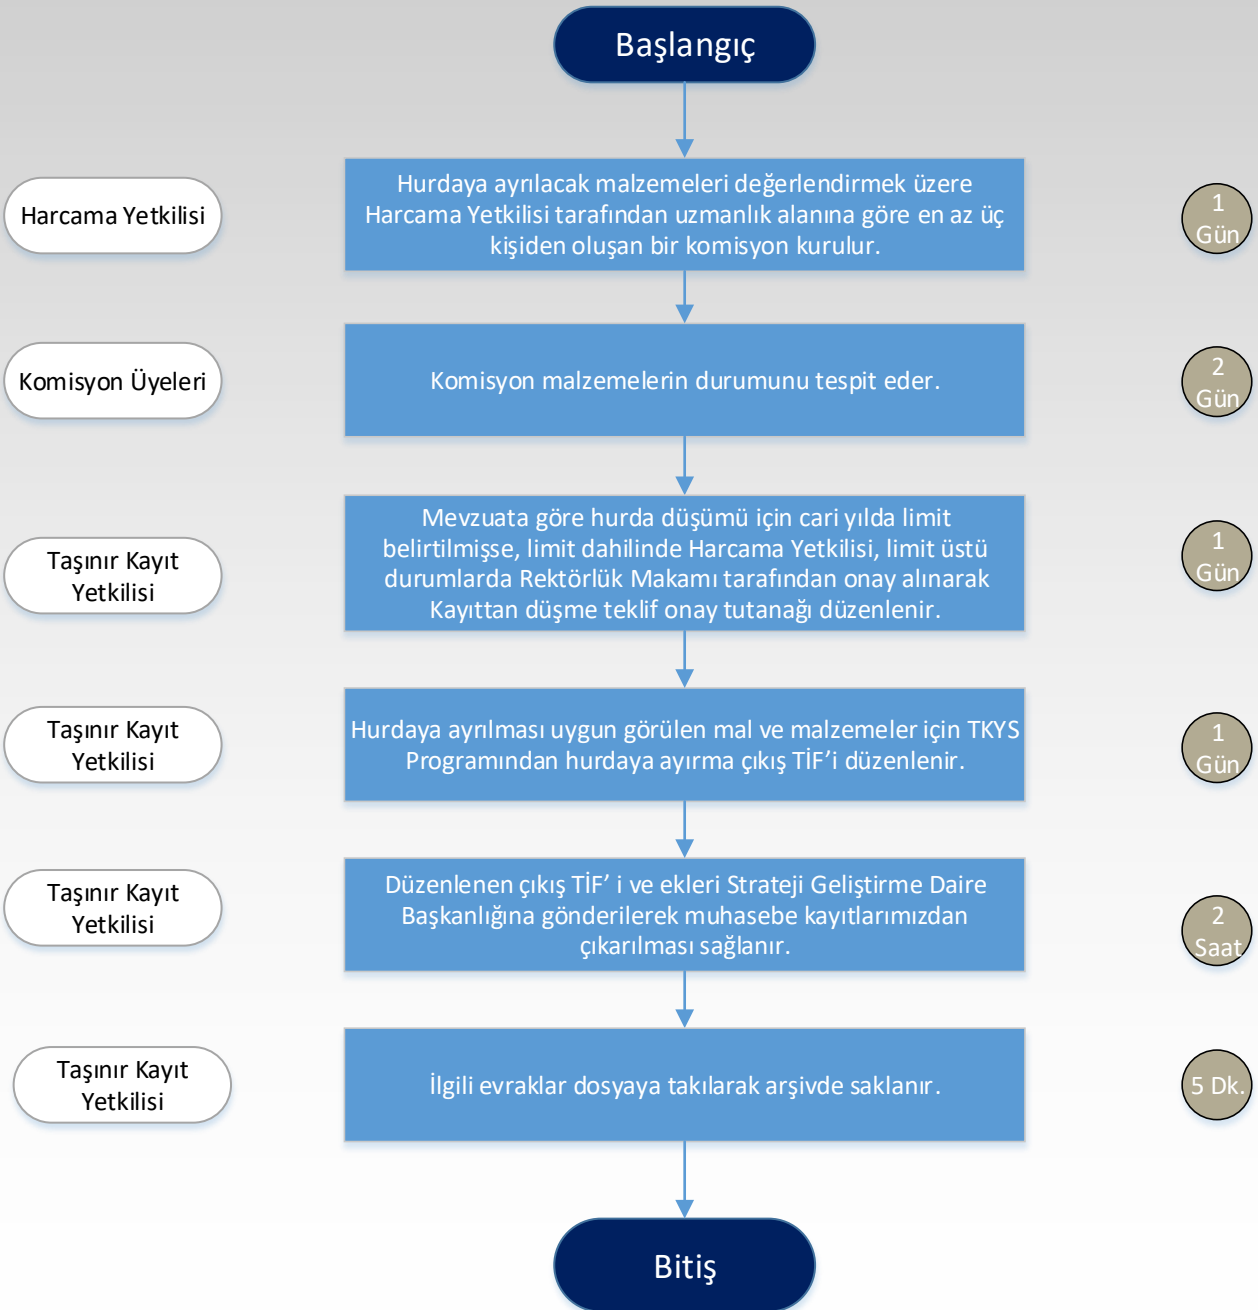 Başlangıç
Harcama Yetkilisi
Hurdaya ayrılacak malzemeleri değerlendirmek üzere
Harcama Yetkilisi tarafından uzmanlık alanına göre en az üç
kişiden oluşan bir komisyon kurulur.
1
Gün
Komisyon Üyeleri
Komisyon malzemelerin durumunu tespit eder.
2
Gün
Taşınır Kayıt
Yetkilisi
Mevzuata göre hurda düşümü için cari yılda limit
belirtilmişse, limit dahilinde Harcama Yetkilisi, limit üstü
durumlarda Rektörlük Makamı tarafından onay alınarak
Kayıttan düşme teklif onay tutanağı düzenlenir.
1
Gün
Taşınır Kayıt
Yetkilisi
Hurdaya ayrılması uygun görülen mal ve malzemeler için TKYS
Programından hurdaya ayırma çıkış TİF’i düzenlenir.
1
Gün
Taşınır Kayıt
Yetkilisi
Düzenlenen çıkış TİF’ i ve ekleri Strateji Geliştirme Daire
Başkanlığına gönderilerek muhasebe kayıtlarımızdan
çıkarılması sağlanır.
2
Saat
Taşınır Kayıt
Yetkilisi
İlgili evraklar dosyaya takılarak arşivde saklanır.
5 Dk.
Bitiş